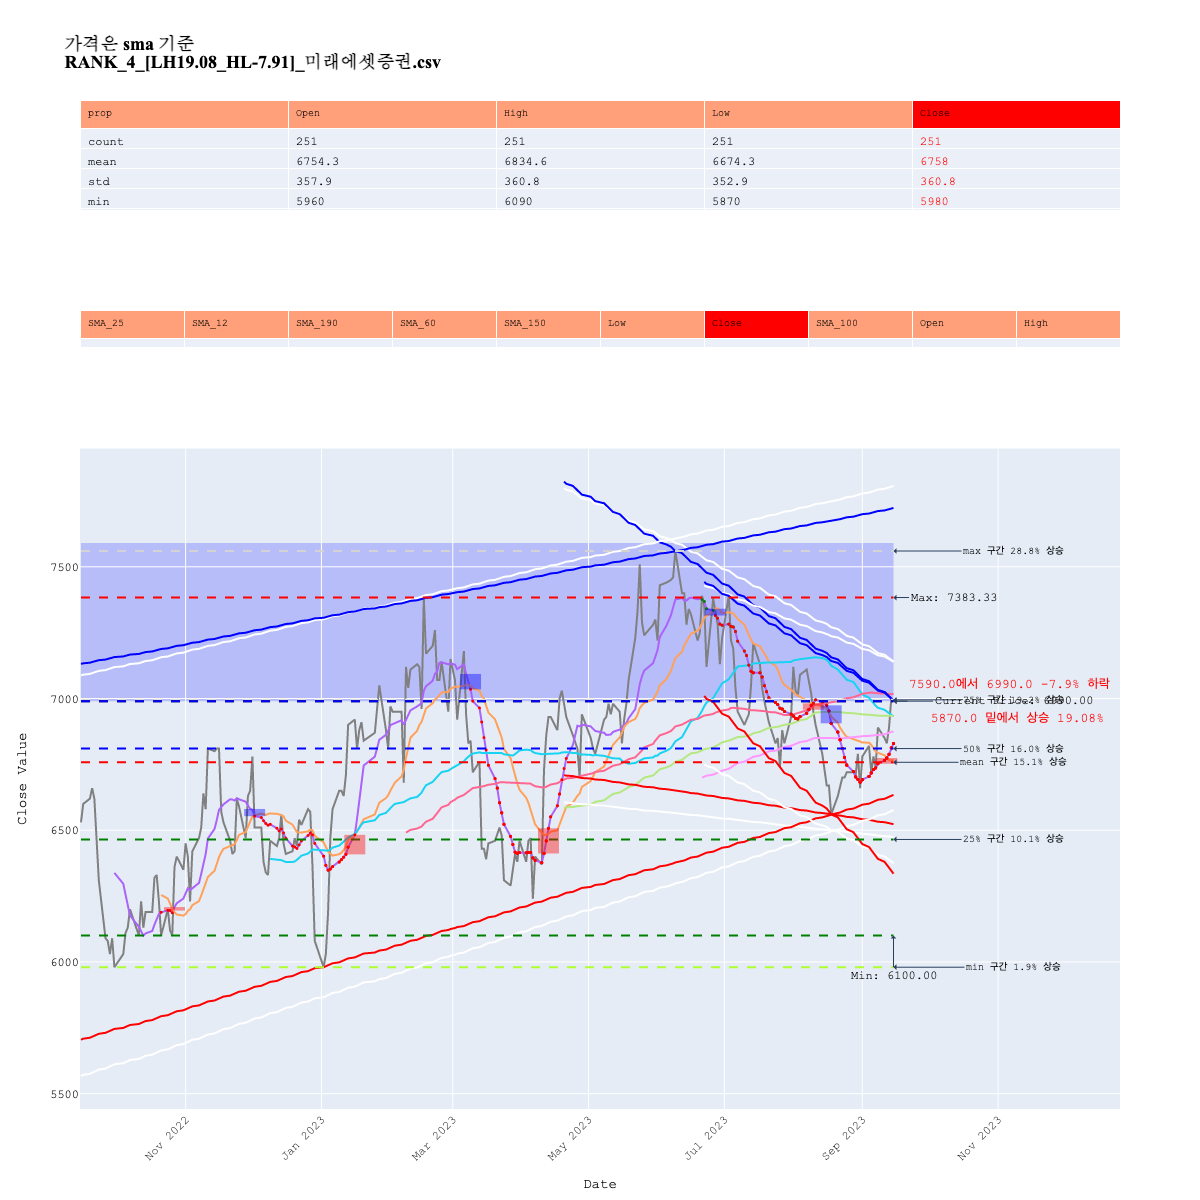 가격은 sma 기준
RANK_4_[LH19.08_HL-7.91]_미래에셋증권.csv
prop Open High Low Close
count 251 251 251 251
mean 6754.3 6834.6 6674.3 6758
std 357.9 360.8 352.9 360.8
min 5960 6090 5870 5980
SMA_25 SMA_12 SMA_190 SMA_60 SMA_150 Low Close SMA_100 Open High
max 구간 28.8% 상승
7500
Max: 7383.33
7590.0에서 6990.0 -7.9% 하락
7000
5870.0 밑에서 상승 19.08%
50% 구간 16.0% 상승
mean 구간 15.1% 상승
6500
25% 구간 10.1% 상승
6000
min 구간 1.9% 상승
Min: 6100.00
5500
Close Value
Nov 2022 Jan 2023 Mar 2023 May 2023 Jul 2023 Sep 2023 Nov 2023
Date